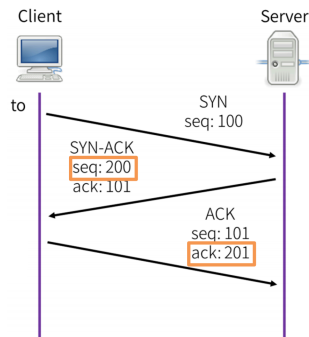 Client
Server
to
SYN
seq: 100
SYN-ACK
seq: 200
ack: 101
ACK
seq: 101
ack: 201